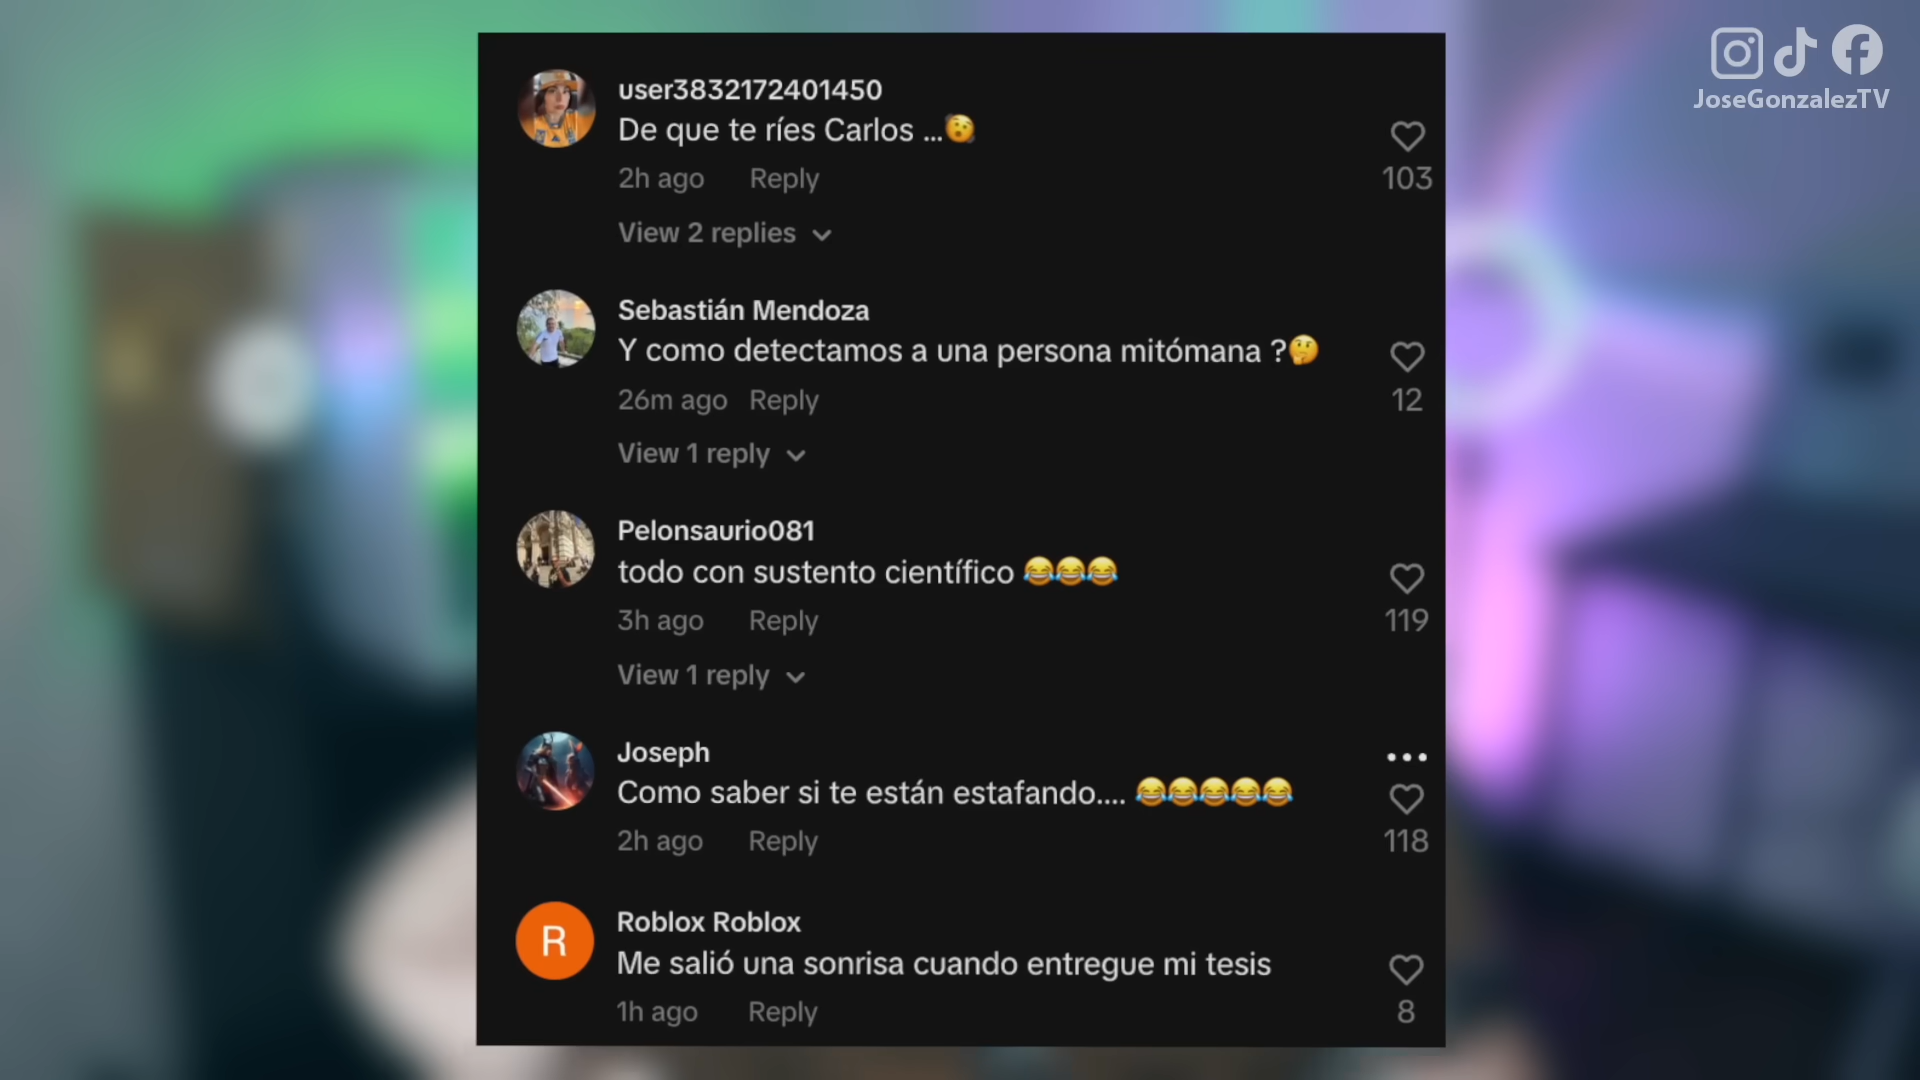 JoseGonzalezTV
user3832172401450
De que te ríes Carlos ...
103
2h ago Reply
View 2 replies
Sebastián Mendoza
Y como detectamos a una persona mitómana ?
12
26m ago Reply
View 1 reply
Pelonsaurio081
todo con sustento científico
119
3h ago Reply
View 1 reply
Joseph
Como saber si te están estafando....
118
2h ago Reply
R
Roblox Roblox
Me salió una sonrisa cuando entregue mi tesis
8
1h ago Reply